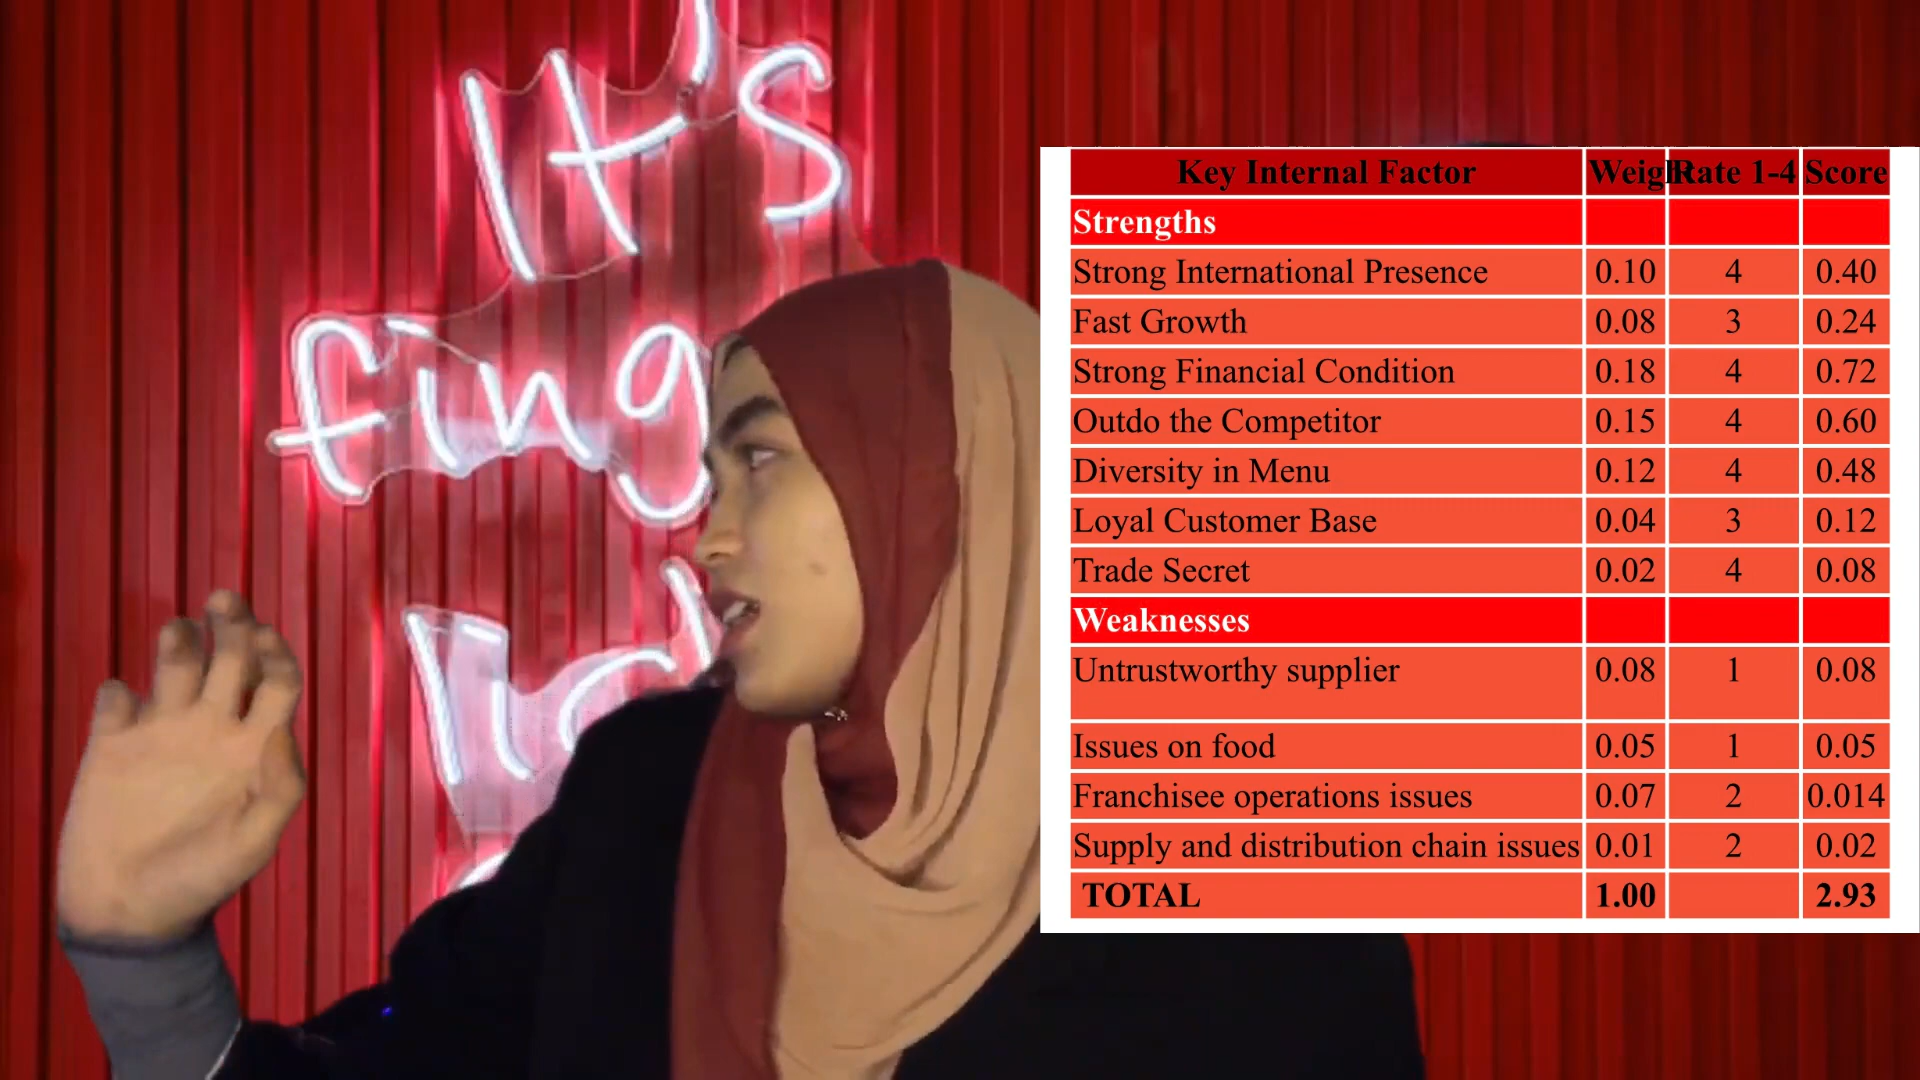 It's
fing
lick
Key Internal Factor Weigh Rate 1-4 Score
Strengths
Strong International Presence 0.10 4 0.40
Fast Growth 0.08 3 0.24
Strong Financial Condition 0.18 4 0.72
Outdo the Competitor 0.15 4 0.60
Diversity in Menu 0.12 4 0.48
Loyal Customer Base 0.04 3 0.12
Trade Secret 0.02 4 0.08
Weaknesses
Untrustworthy supplier 0.08 1 0.08
Issues on food 0.05 1 0.05
Franchisee operations issues 0.07 2 0.014
Supply and distribution chain issues 0.01 2 0.02
TOTAL 1.00 2.93